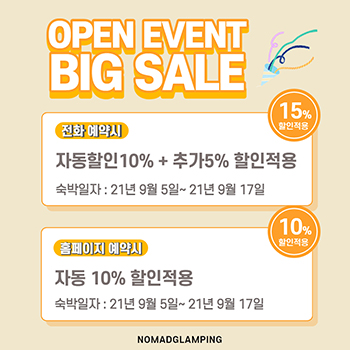 OPEN EVENT
BIG SALE
15%
할인적용
전화 예약시
자동할인10% + 추가5% 할인적용
숙박일자 : 21년 9월 5일~ 21년 9월 17일
10%
할인적용
홈페이지 예약시
자동 10% 할인적용
숙박일자 : 21년 9월 5일~ 21년 9월 17일
NOMADGLAMPING